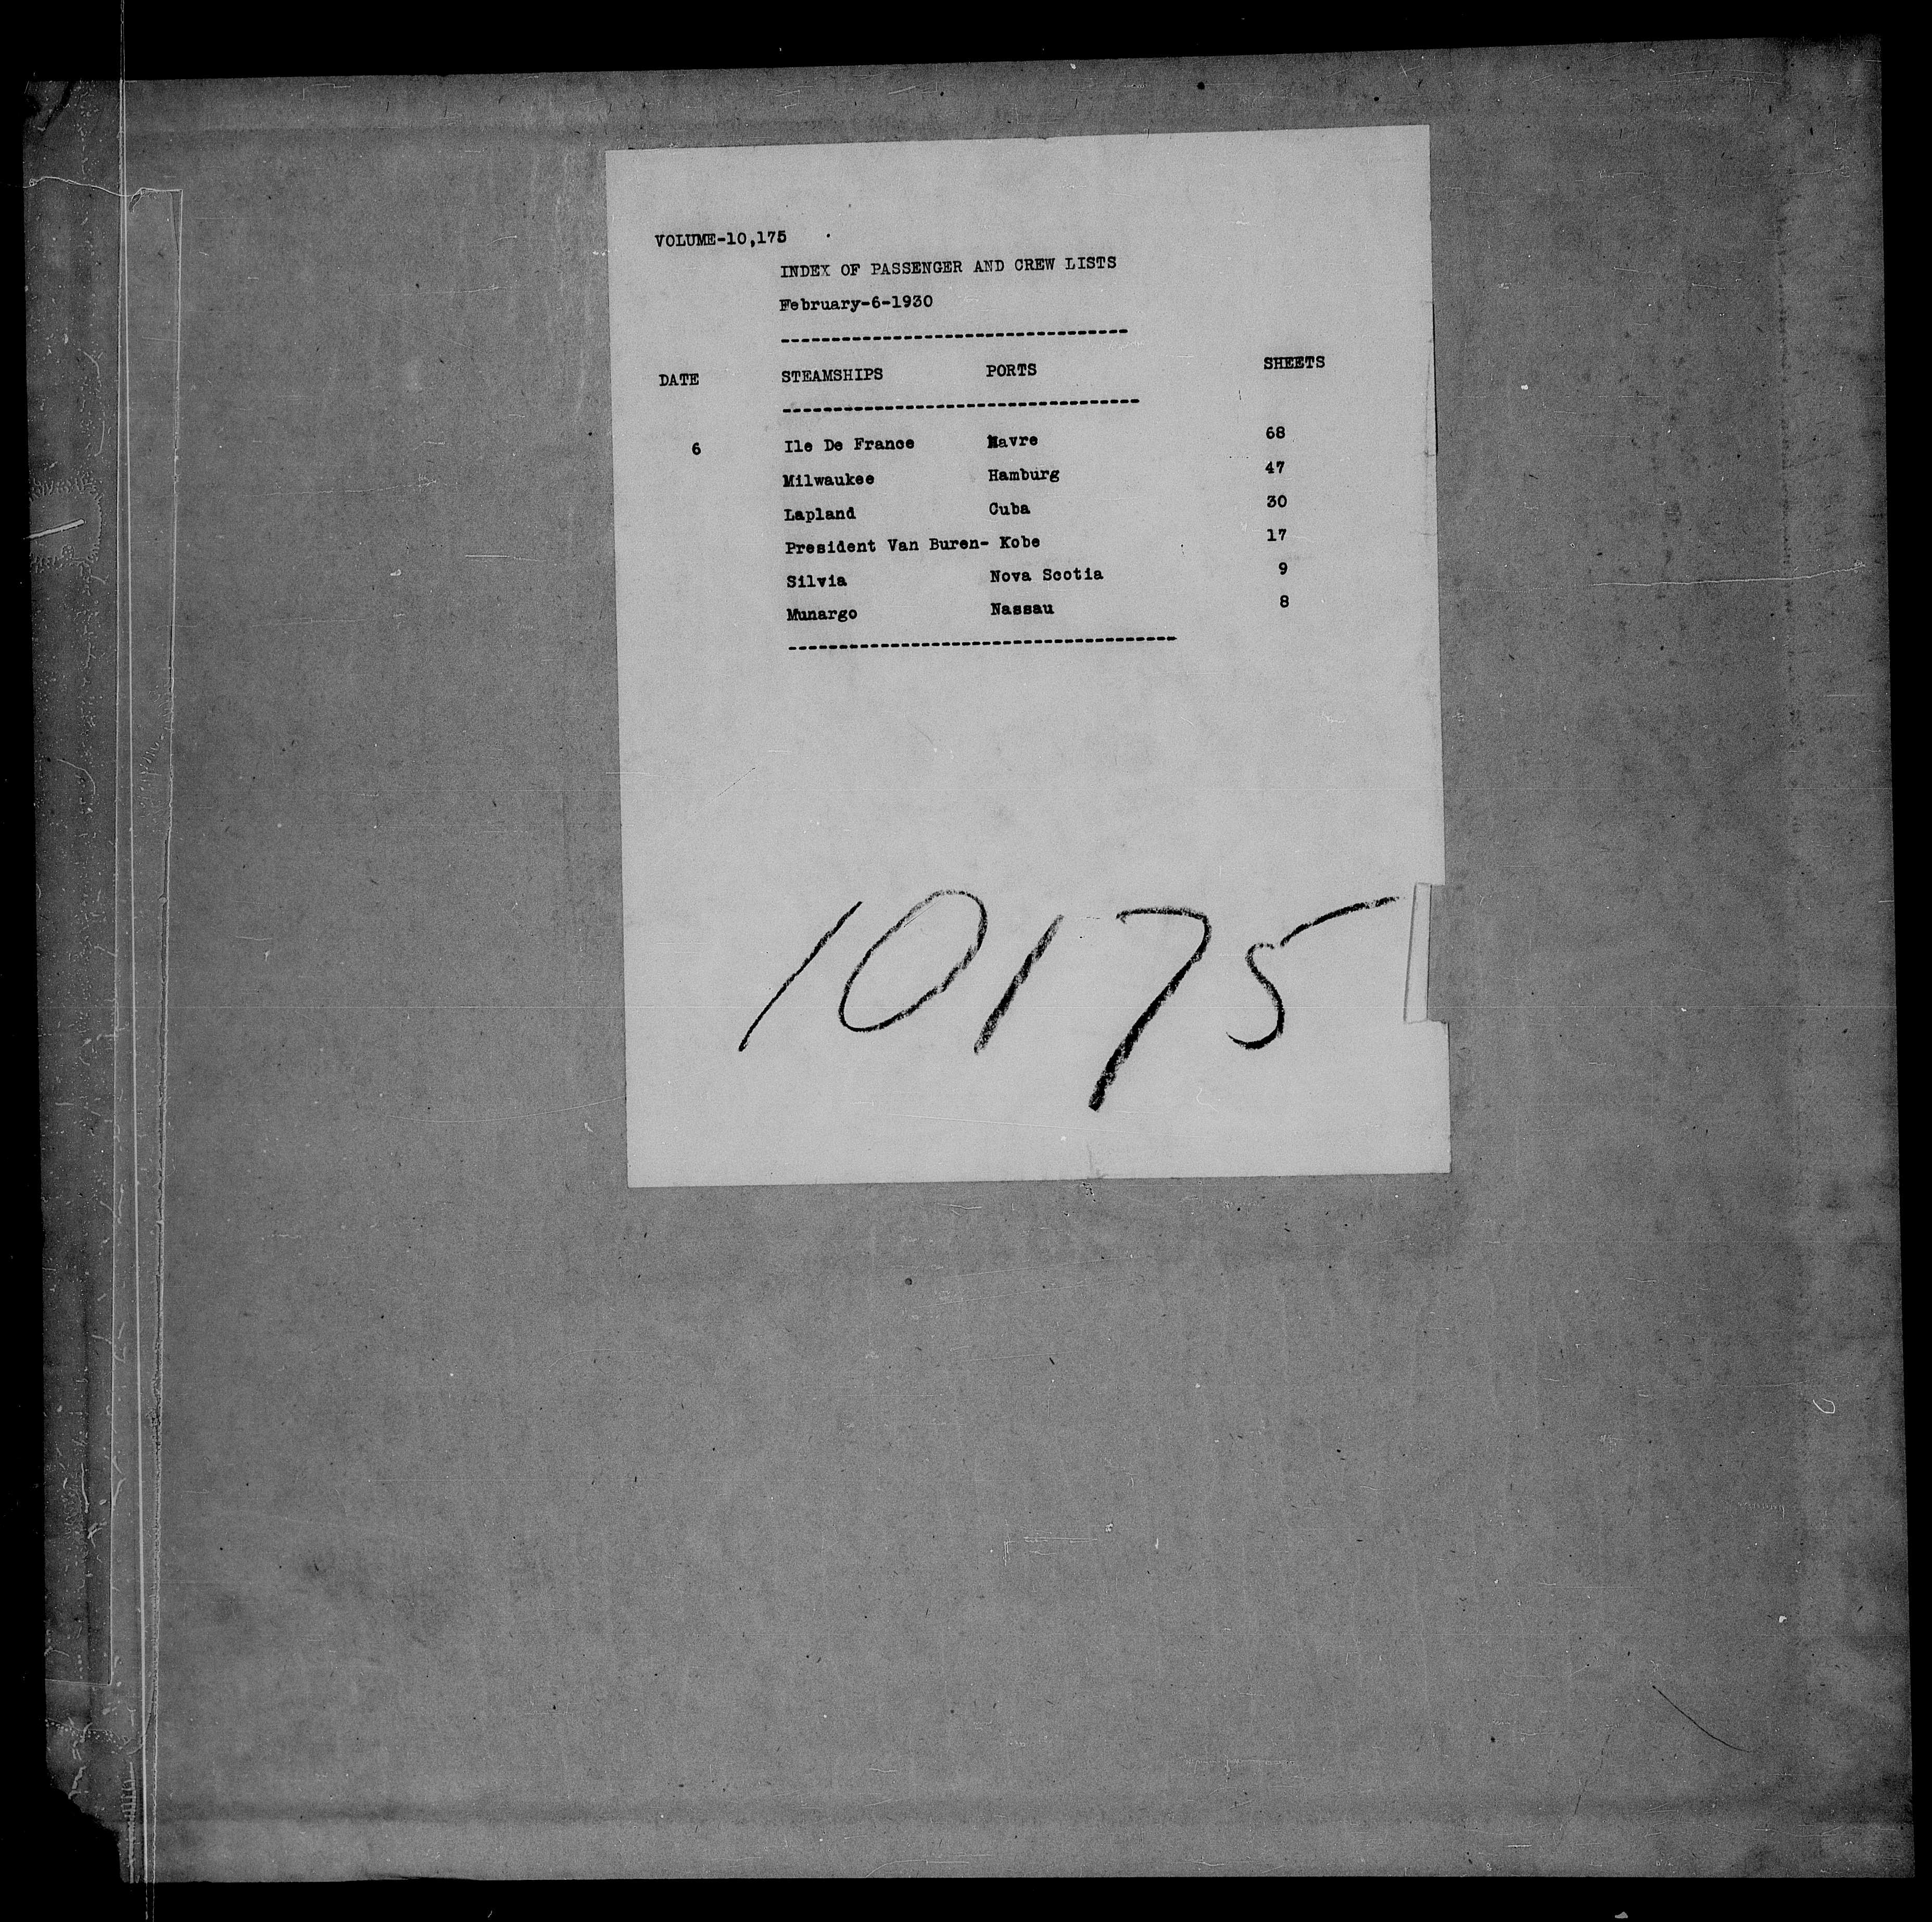 VOLUME-10,175
INDEX OF PASSENGER AND CREW LISTS
February-6-1930
DATE STEAMSHIPS PORTS SHEETS
6 Ile De France Havre 68
Milwaukee Hamburg 47
Lapland Cuba 30
President Van Buren- Kobe 17
Silvia Nova Scotia 9
Munargo Nassau 8
10175